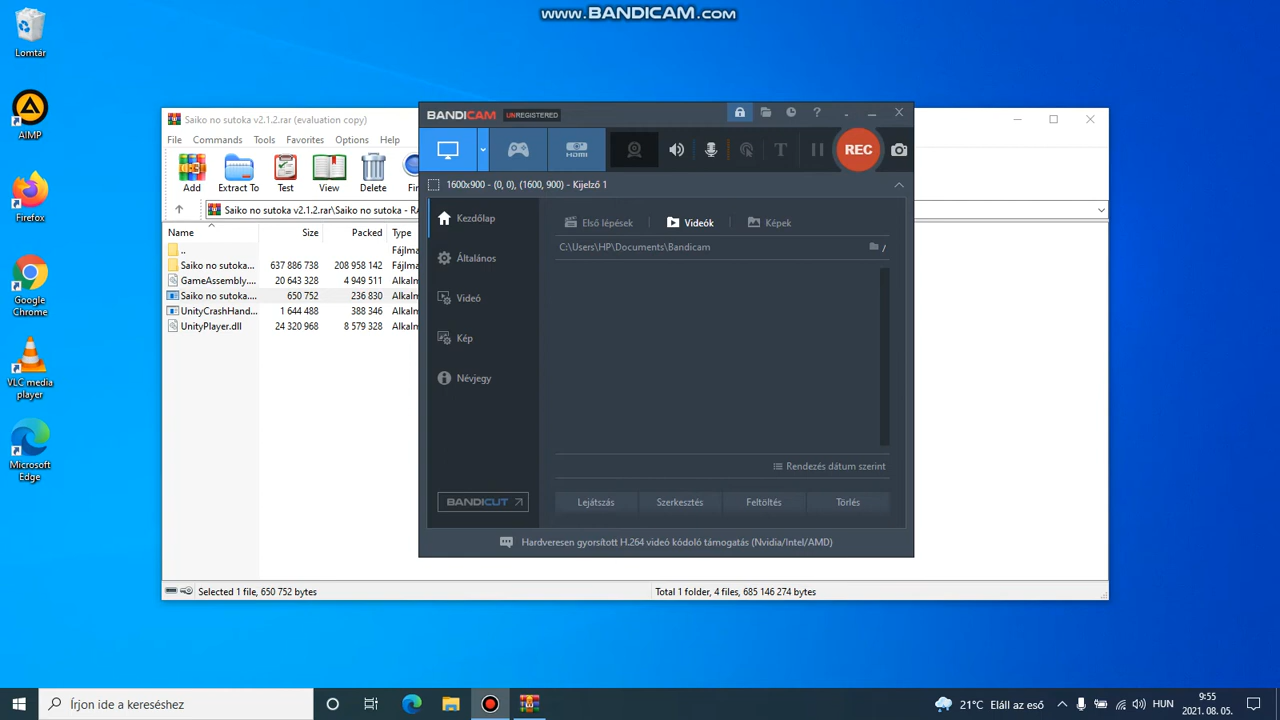 www.BANDICAM.com
Lomtár
AIMP
Firefox
Google
Chrome
VLC media
player
Microsoft
Edge
Saiko no sutoka v2.1.2.rar (evaluation copy)
File Commands Tools Favorites Options Help
Add Extract To Test View Delete
Saiko no sutoka v2.1.2.rar\Saiko no sutoka - RA
Name Size Packed Type
.. Fájlma
Saiko no sutoka... 637 886 738 208 958 142 Fájlma
GameAssembly.... 20 643 328 4 949 511 Alkalm
Saiko no sutoka.... 650 752 236 830 Alkalm
UnityCrashHand... 1 644 488 388 346 Alkalm
UnityPlayer.dll 24 320 968 8 579 328 Alkalm
Selected 1 file, 650 752 bytes
Total 1 folder, 4 files, 685 146 274 bytes
BANDICAM UNREGISTERED
?
HDMI
T
REC
1600x900 - (0, 0), (1600, 900) - Kijelző 1
Kezdőlap
Általános
Videó
Kép
Névjegy
BANDICUT
Első lépések Videók Képek
C:\Users\HP\Documents\Bandicam
Rendezés dátum szerint
Lejátszás Szerkesztés Feltöltés Törlés
Hardveresen gyorsított H.264 videó kódoló támogatás (Nvidia/Intel/AMD)
Írjon ide a kereséshez
21°C Eláll az eső
HUN
9:55
2021. 08. 05.